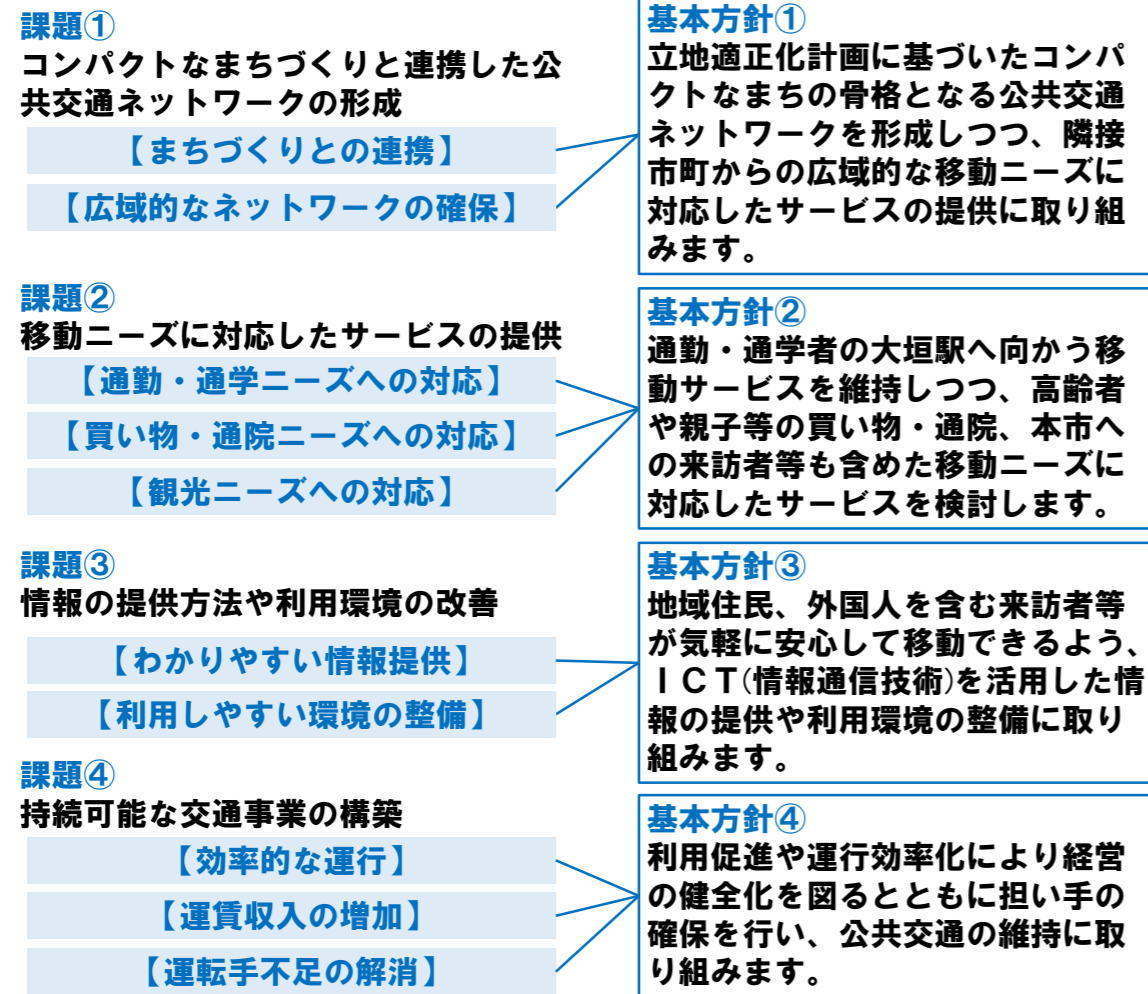 課題①
コンパクトなまちづくりと連携した公
共交通ネットワークの形成
【まちづくりとの連携】
【広域的なネットワークの確保】
基本方針①
立地適正化計画に基づいたコンパ
クトなまちの骨格となる公共交通
ネットワークを形成しつつ、隣接
市町からの広域的な移動ニーズに
対応したサービスの提供に取り組
みます。
課題②
移動ニーズに対応したサービスの提供
【通勤・通学ニーズへの対応】
【買い物・通院ニーズへの対応】
【観光ニーズへの対応】
基本方針②
通勤・通学者の大垣駅へ向かう移
動サービスを維持しつつ、高齢者
や親子等の買い物・通院、本市へ
の来訪者等も含めた移動ニーズに
対応したサービスを検討します。
課題③
情報の提供方法や利用環境の改善
【わかりやすい情報提供】
【利用しやすい環境の整備】
基本方針③
地域住民、外国人を含む来訪者等
が気軽に安心して移動できるよう、
ＩＣＴ(情報通信技術)を活用した情
報の提供や利用環境の整備に取り
組みます。
課題④
持続可能な交通事業の構築
【効率的な運行】
【運賃収入の増加】
【運転手不足の解消】
基本方針④
利用促進や運行効率化により経営
の健全化を図るとともに担い手の
確保を行い、公共交通の維持に取
り組みます。